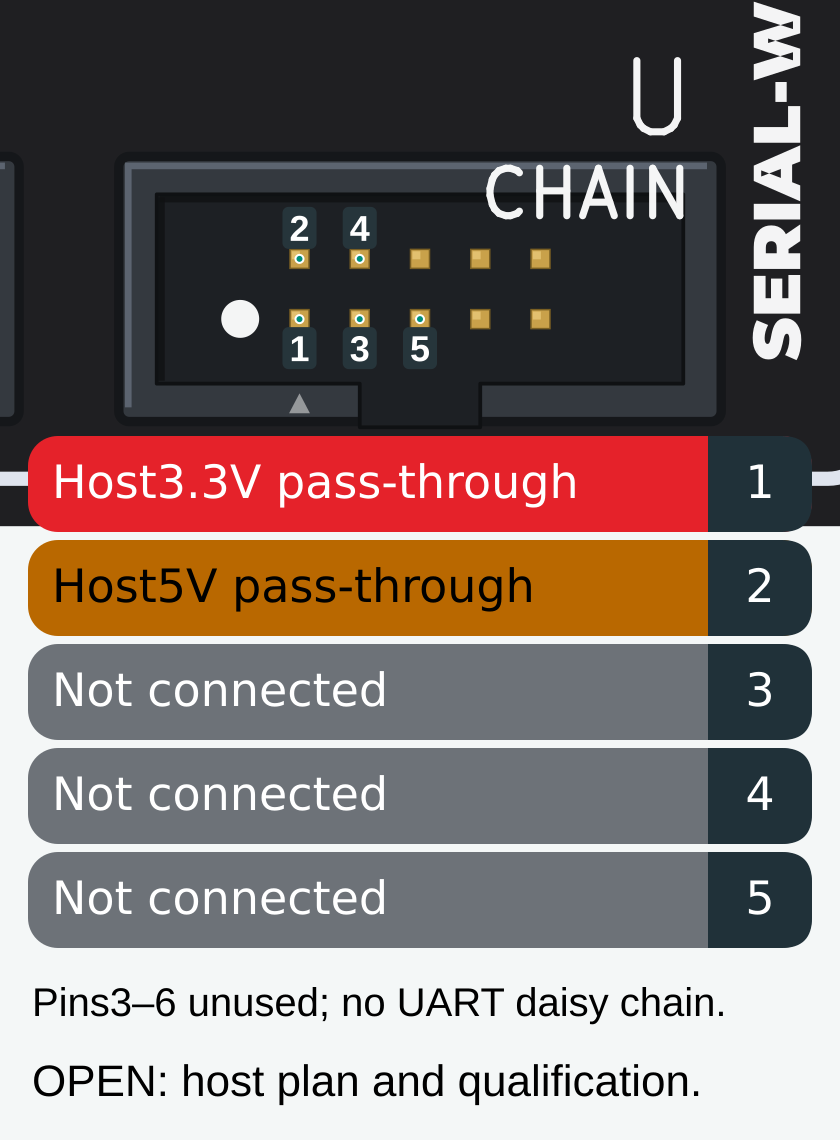 U
CHAIN
SERIAL-W
2 4
1 3 5
Host3.3V pass-through 1
Host5V pass-through 2
Not connected 3
Not connected 4
Not connected 5
Pins3–6 unused; no UART daisy chain.
OPEN: host plan and qualification.